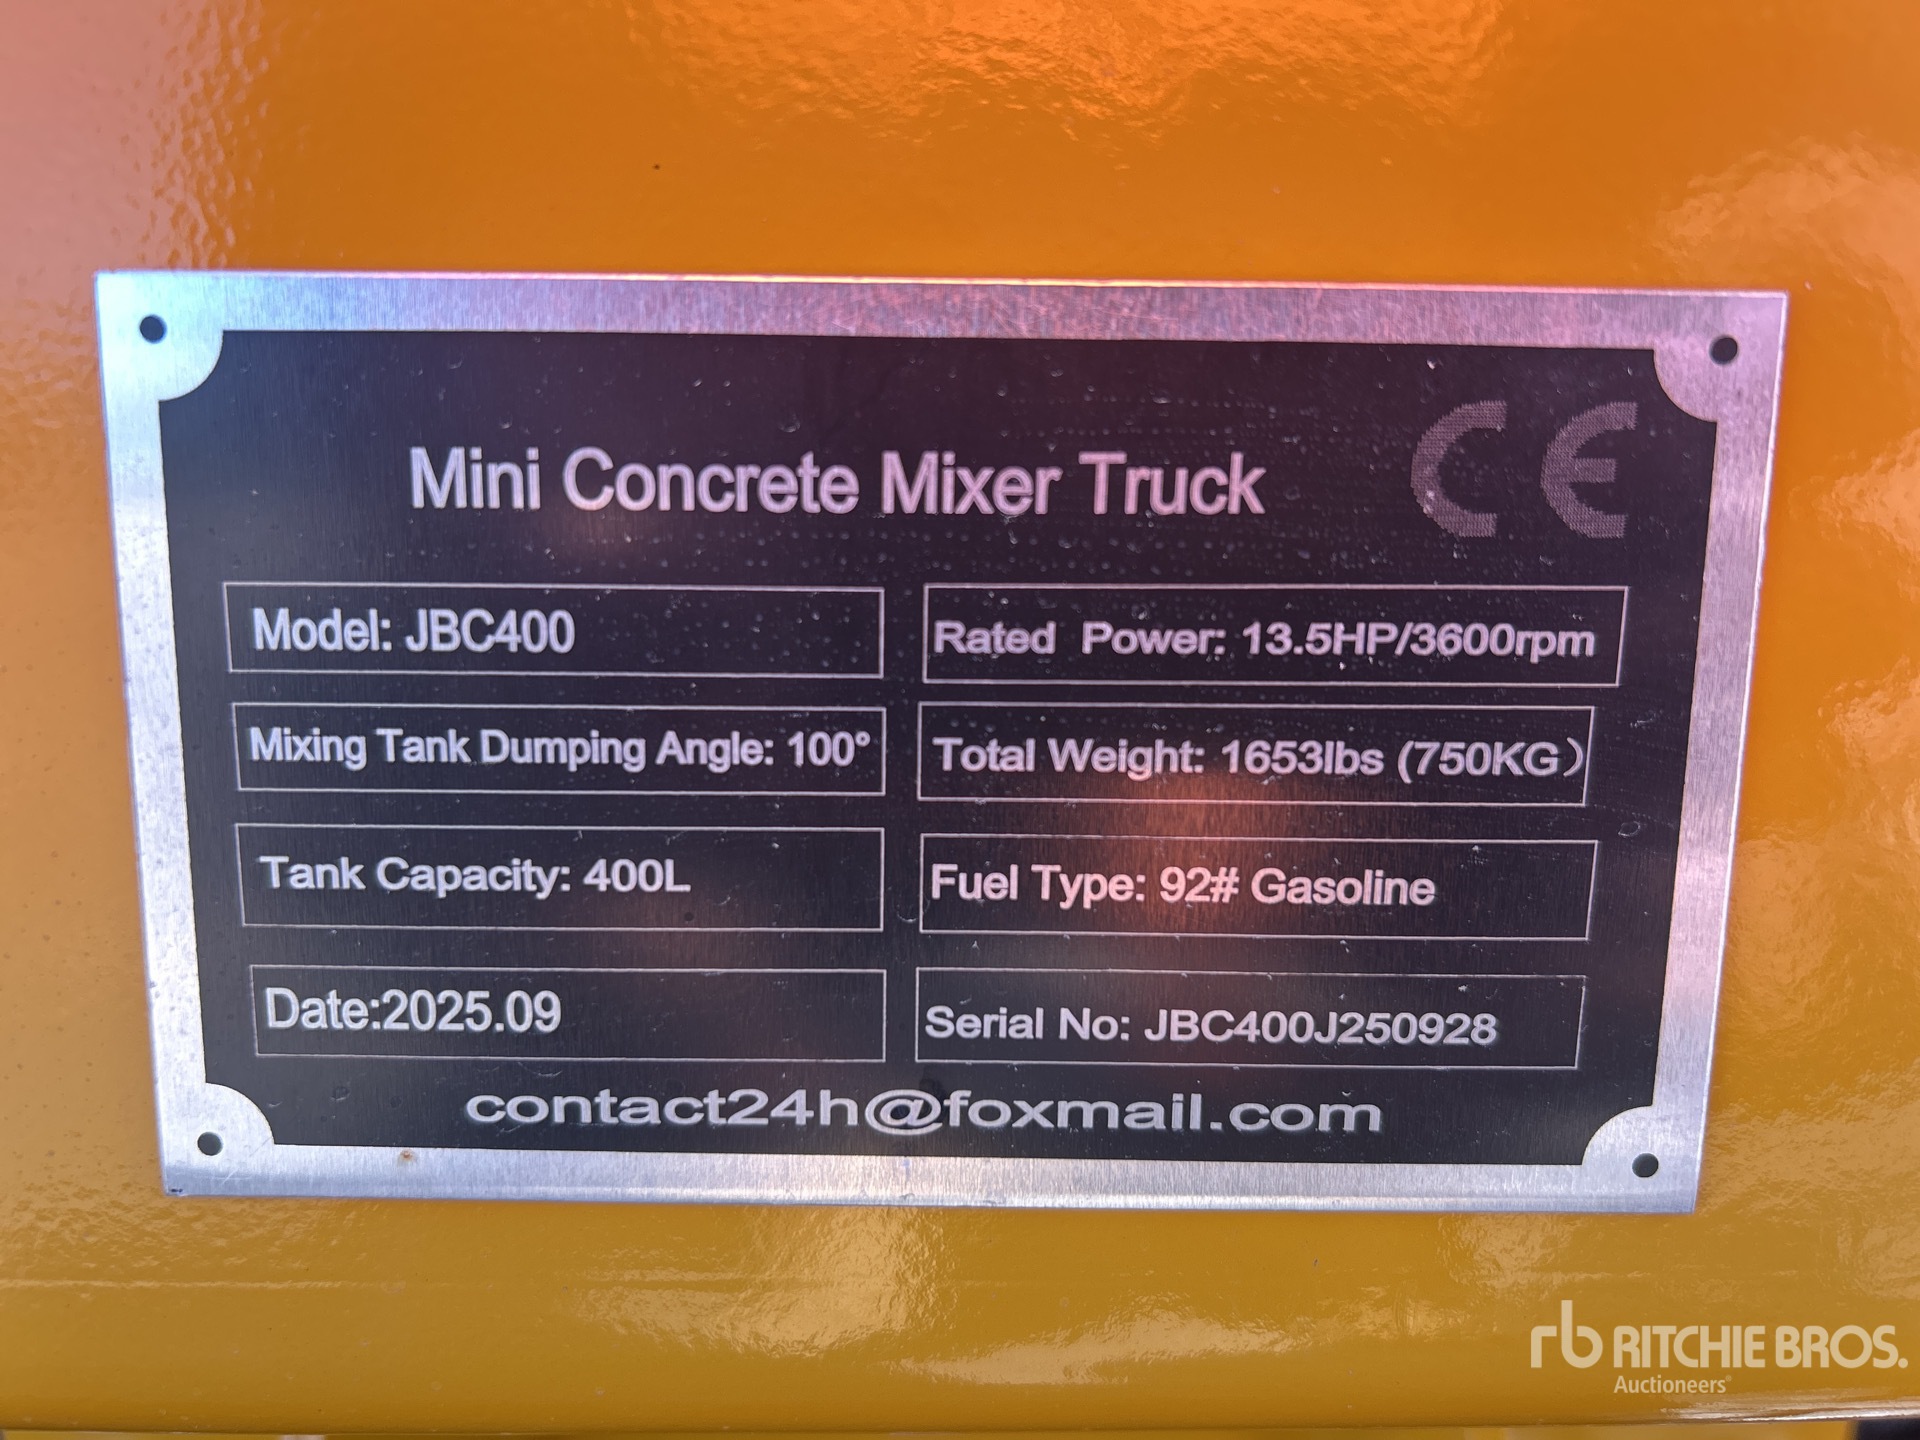 Mini Concrete Mixer Truck
CE
Model: JBC400
Rated Power: 13.5HP/3600rpm
Mixing Tank Dumping Angle: 100°
Total Weight: 1653lbs (750KG）
Tank Capacity: 400L
Fuel Type: 92# Gasoline
Date:2025.09
Serial No: JBC400J250928
contact24h@foxmail.com
rb RITCHIE BROS.
Auctioneers®